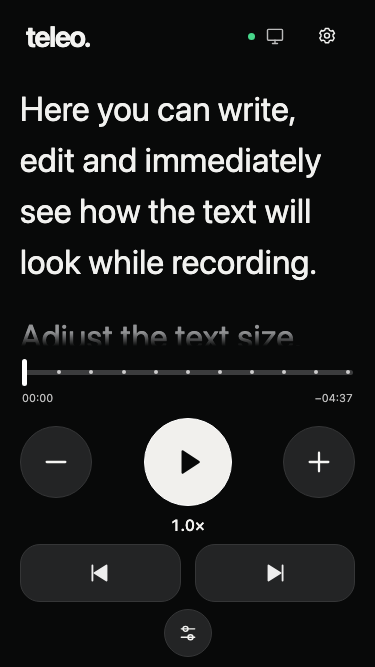 teleo.
Here you can write,
edit and immediately
see how the text will
look while recording.
Adjust the text size
00:00
−04:37
1.0×